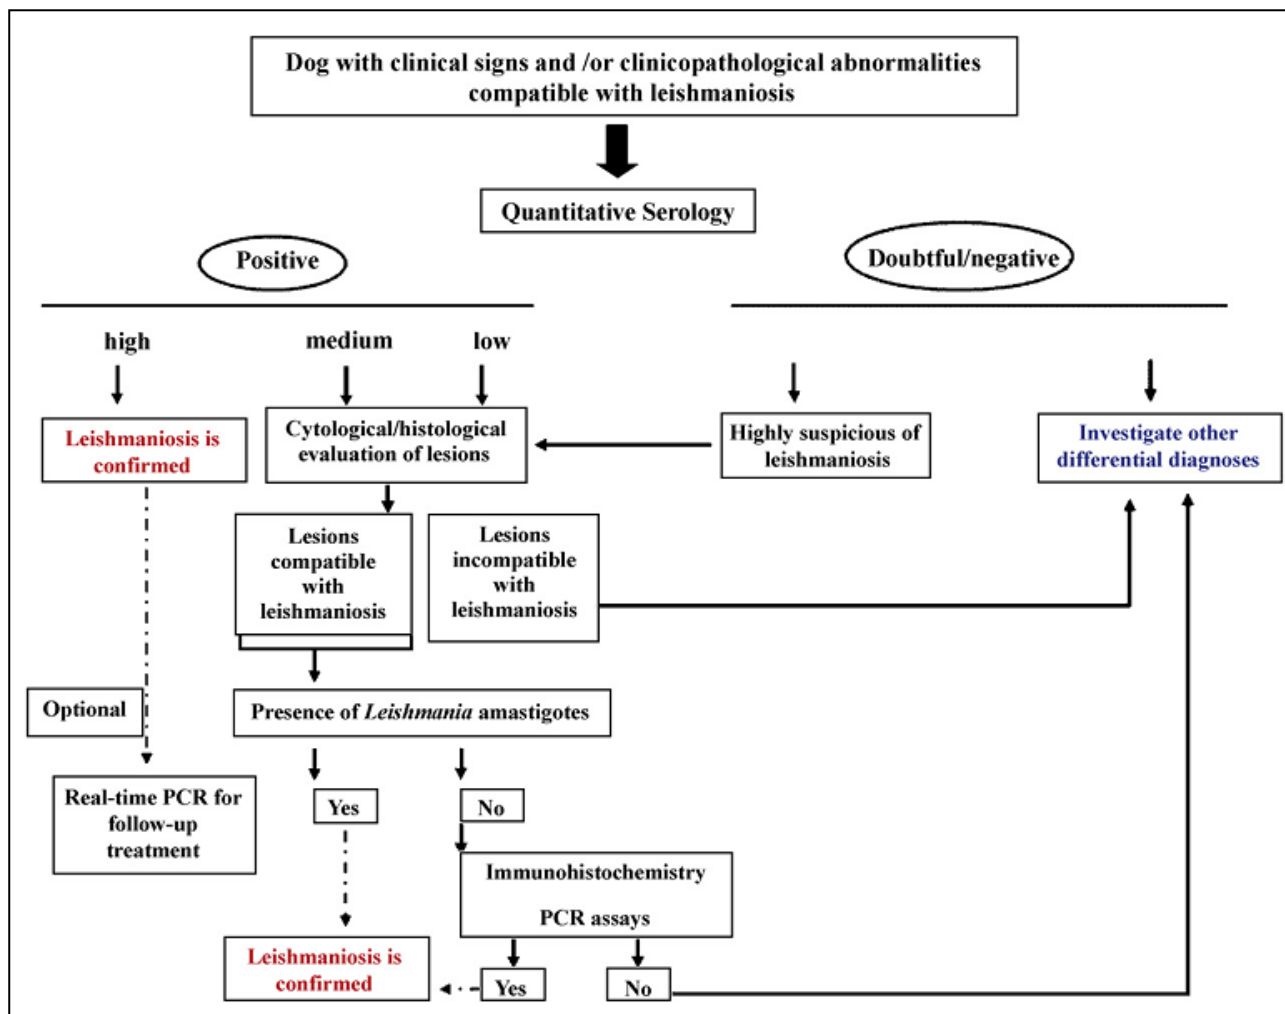 Dog with clinical signs and /or clinicopathological abnormalities
compatible with leishmaniosis
Quantitative Serology
Positive
Doubtful/negative
high
medium
low
Leishmaniosis is
confirmed
Cytological/histological
evaluation of lesions
Highly suspicious of
leishmaniosis
Investigate other
differential diagnoses
Lesions
compatible
with
leishmaniosis
Lesions
incompatible
with
leishmaniosis
Optional
Presence of Leishmania amastigotes
Real-time PCR for
follow-up
treatment
Yes
No
Immunohistochemistry
PCR assays
Leishmaniosis is
confirmed
Yes
No